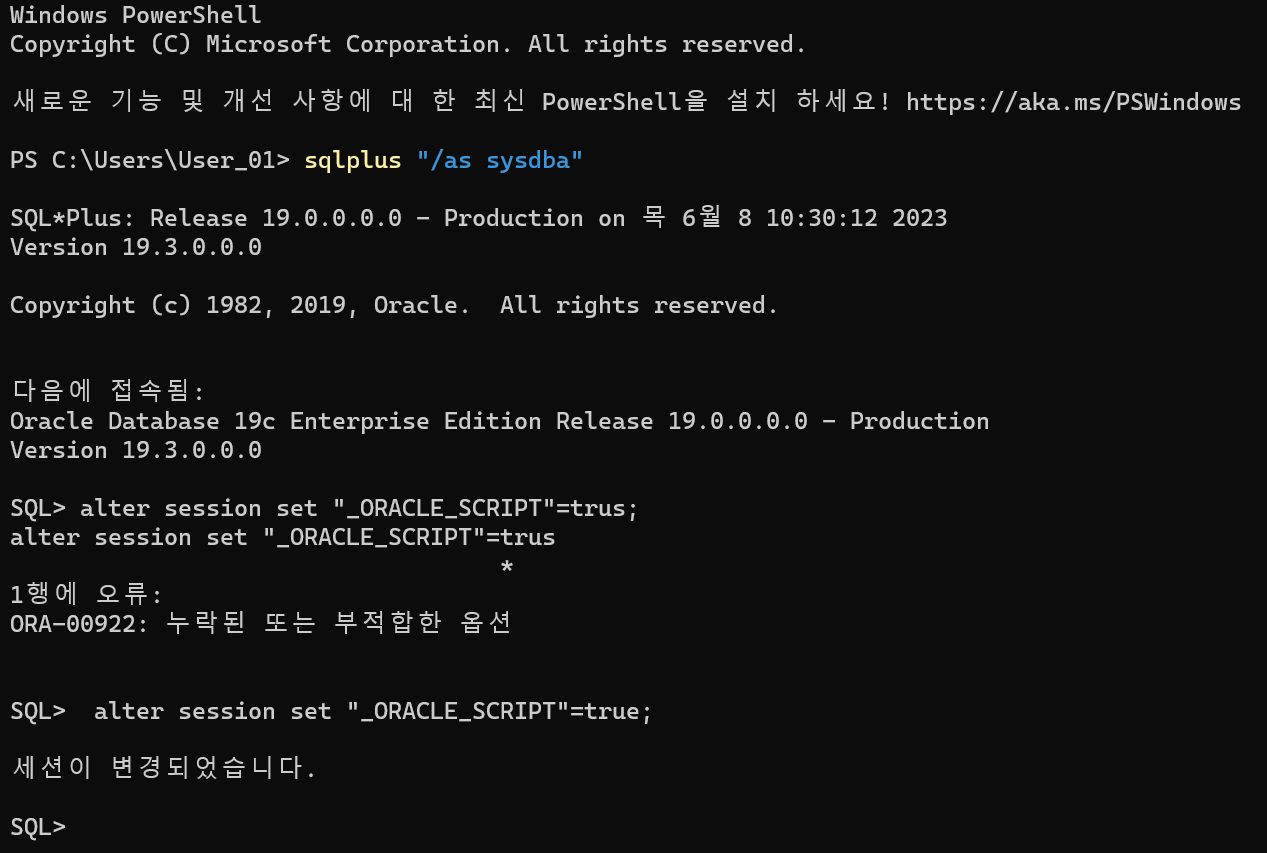 Windows PowerShell
Copyright (C) Microsoft Corporation. All rights reserved.
새로운 기능 및 개선 사항에 대 한 최신 PowerShell을 설치 하세요! https://aka.ms/PSWindows
PS C:\Users\User_01> sqlplus "/as sysdba"
SQL*Plus: Release 19.0.0.0.0 - Production on 목 6월 8 10:30:12 2023
Version 19.3.0.0.0
Copyright (c) 1982, 2019, Oracle.  All rights reserved.
다음에 접속됨:
Oracle Database 19c Enterprise Edition Release 19.0.0.0.0 - Production
Version 19.3.0.0.0
SQL> alter session set "_ORACLE_SCRIPT"=trus;
alter session set "_ORACLE_SCRIPT"=trus
*
1행에 오류:
ORA-00922: 누락된 또는 부적합한 옵션
SQL>  alter session set "_ORACLE_SCRIPT"=true;
세션이 변경되었습니다.
SQL>